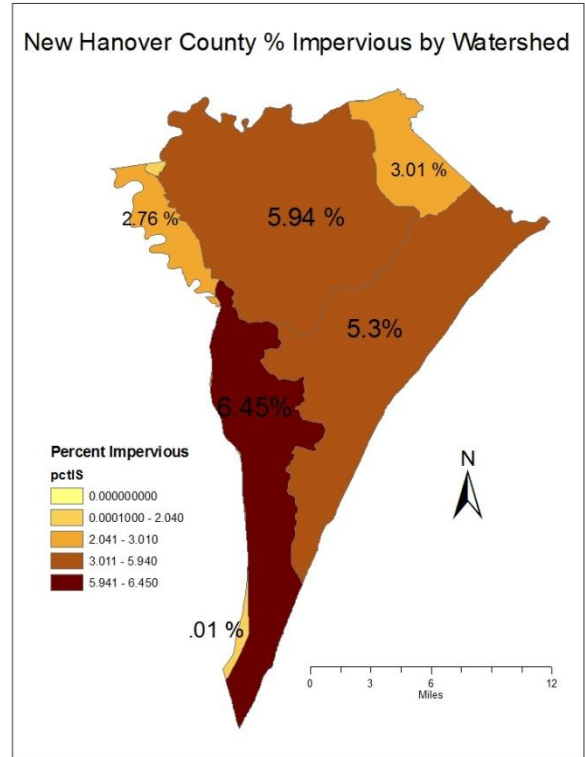 New Hanover County % Impervious by Watershed
3.01 %
2.76 %
5.94 %
5.3%
6.45%
Percent Impervious
pctIS
0.000000000
0.0001000 - 2.040
2.041 - 3.010
3.011 - 5.940
5.941 - 6.450
N
.01 %
0 3 6 9 12
Miles